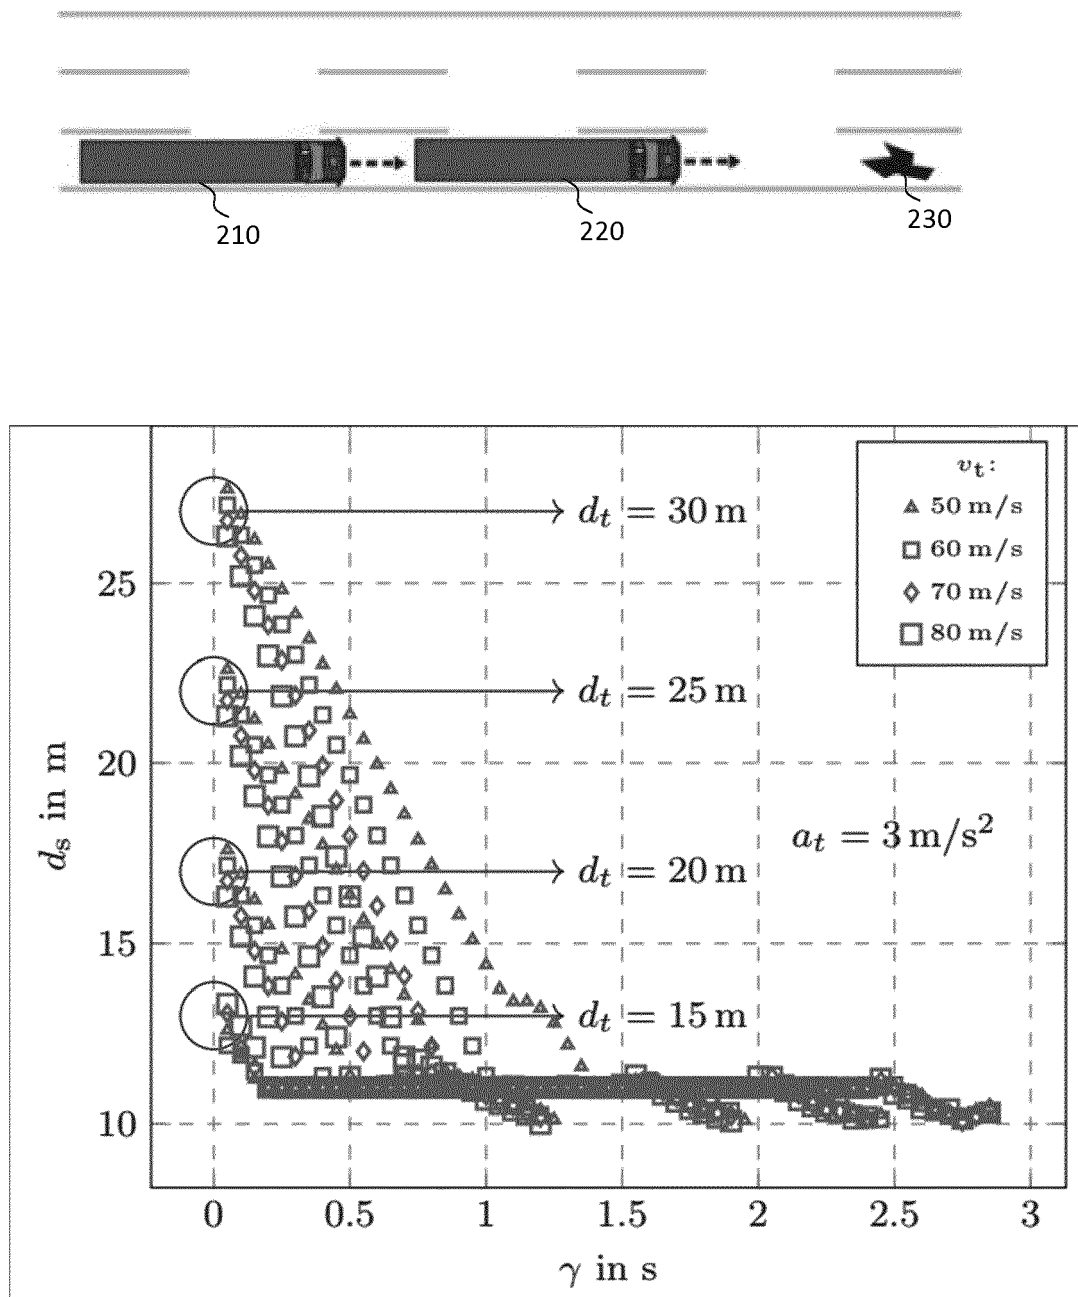 210
220
230
v_t:
50 m/s
60 m/s
70 m/s
80 m/s
d_t = 30 m
25
d_t = 25 m
20
a_t = 3 m/s²
d_t = 20 m
15
d_t = 15 m
10
d_s in m
0 0.5 1 1.5 2 2.5 3
γ in s